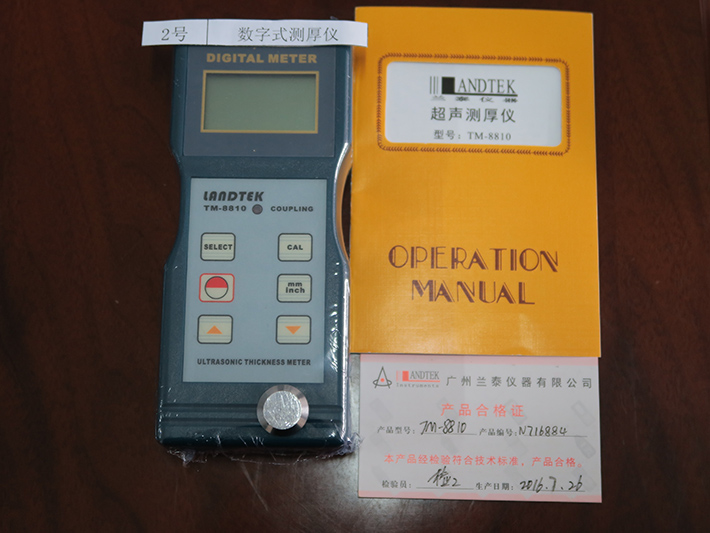 2号 数字式测厚仪
DIGITAL METER
LANDTEK
TM-8810 COUPLING
SELECT CAL
mm
inch
ULTRASONIC THICKNESS METER
LANDTEK
兰泰仪器
超声测厚仪
型号: TM-8810
OPERATION
MANUAL
LANDTEK
Instruments
广州兰泰仪器有限公司
产品合格证
产品型号: TM-8810 产品编号: N716884
本产品经检验符合技术标准, 产品合格。
检验员: 检2 生产日期: 2016.7.26